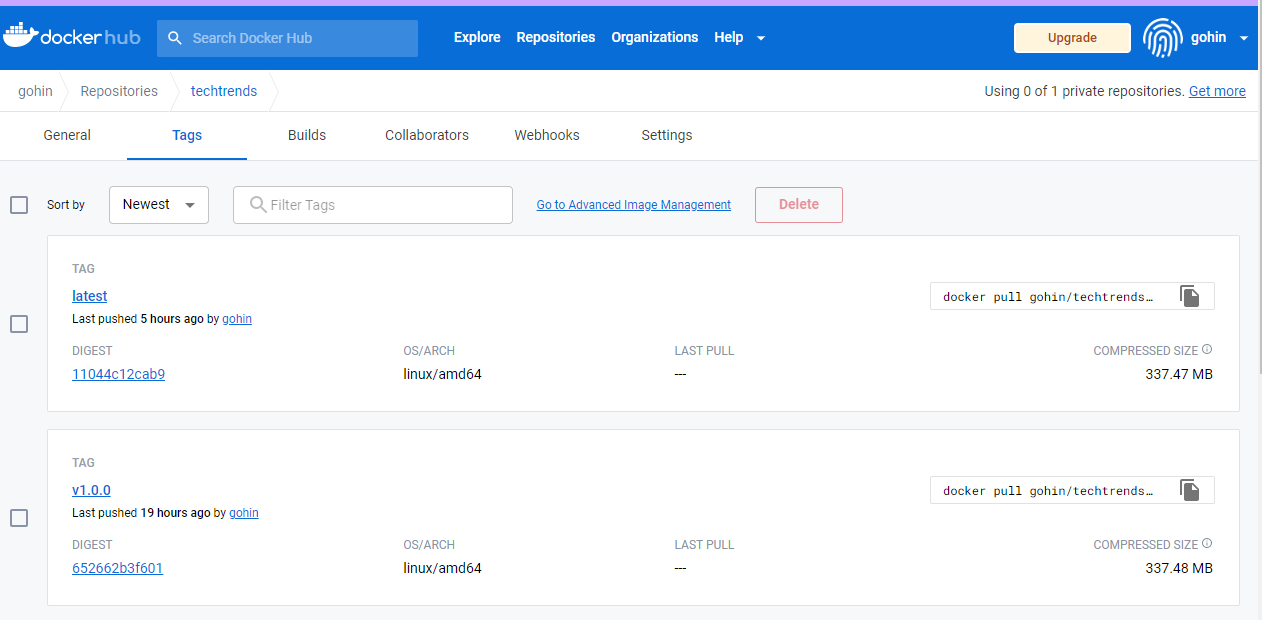 docker hub Search Docker Hub Explore Repositories Organizations Help Upgrade gohin
gohin Repositories techtrends Using 0 of 1 private repositories. Get more
General Tags Builds Collaborators Webhooks Settings
Sort by Newest Filter Tags Go to Advanced Image Management Delete
TAG
latest docker pull gohin/techtrends…
Last pushed 5 hours ago by gohin
DIGEST OS/ARCH LAST PULL COMPRESSED SIZE
11044c12cab9 linux/amd64 --- 337.47 MB
TAG
v1.0.0 docker pull gohin/techtrends…
Last pushed 19 hours ago by gohin
DIGEST OS/ARCH LAST PULL COMPRESSED SIZE
652662b3f601 linux/amd64 --- 337.48 MB